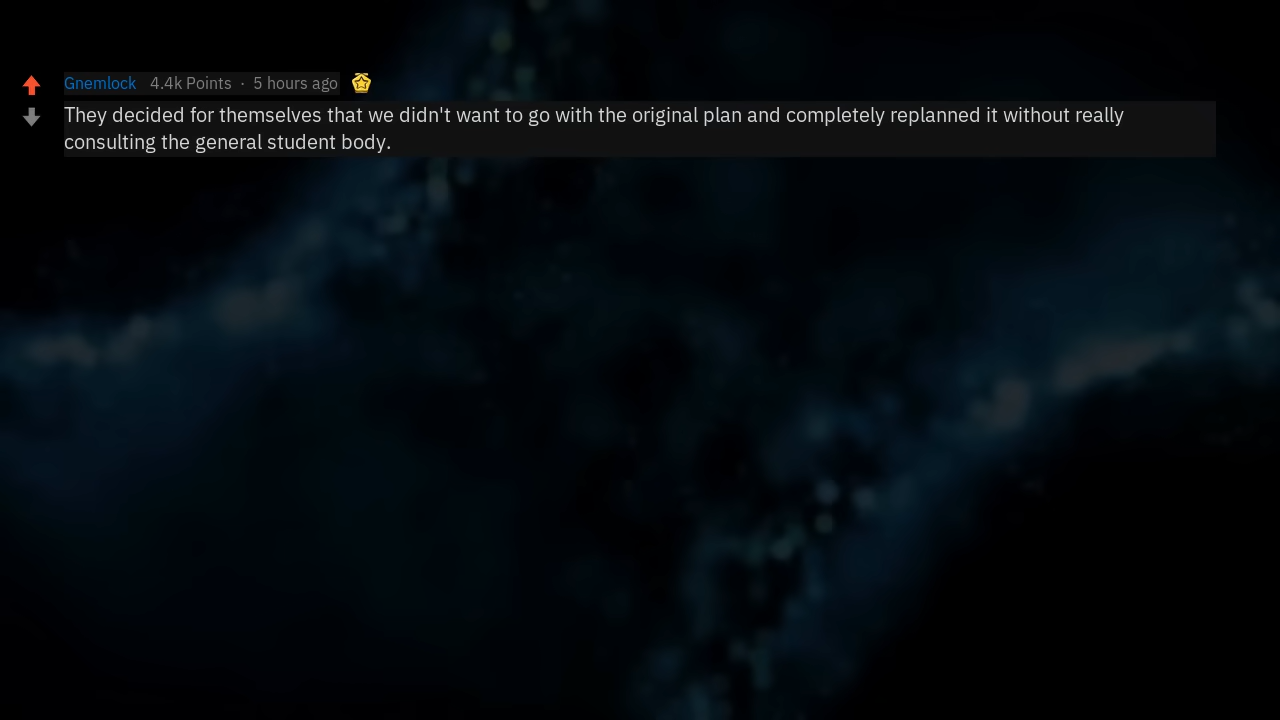 Gnemlock 4.4k Points · 5 hours ago
They decided for themselves that we didn't want to go with the original plan and completely replanned it without really
consulting the general student body.